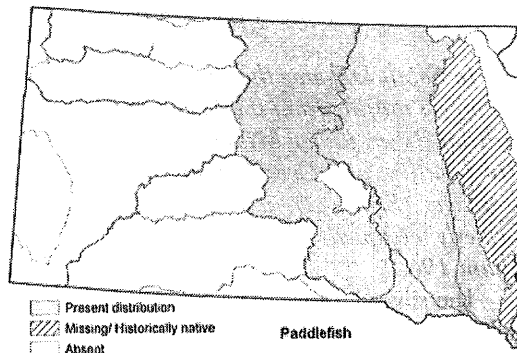 Present distribution
Missing/ Historically native
Paddlefish
Absent